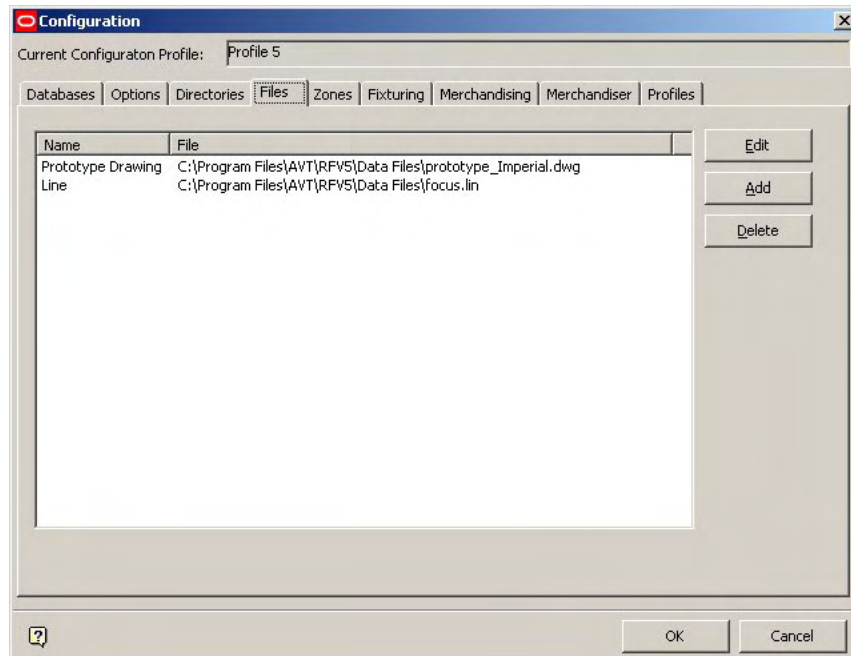 Configuration
Current Configuraton Profile: Profile 5
Databases Options Directories Files Zones Fixturing Merchandising Merchandiser Profiles
Name File
Prototype Drawing C:\Program Files\AVT\RFV5\Data Files\prototype_Imperial.dwg
Line C:\Program Files\AVT\RFV5\Data Files\focus.lin
Edit
Add
Delete
OK Cancel